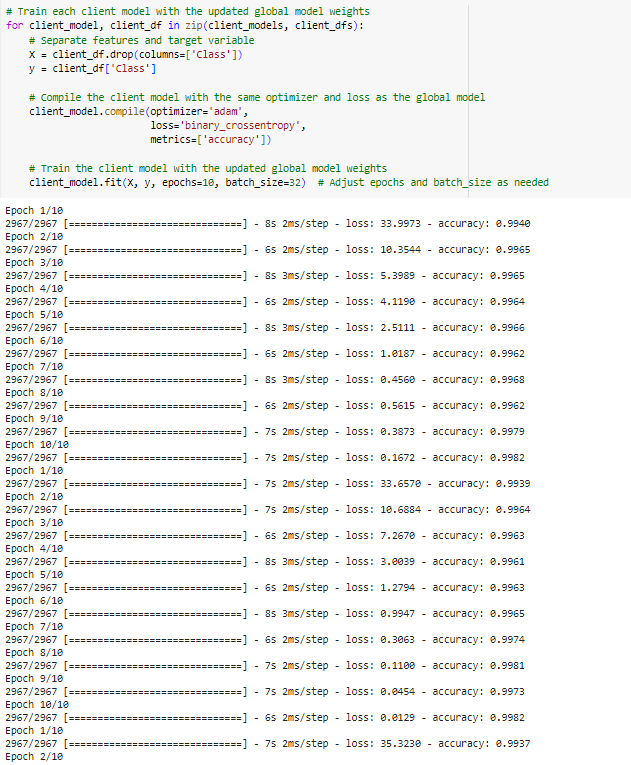 # Train each client model with the updated global model weights
for client_model, client_df in zip(client_models, client_dfs):
# Separate features and target variable
X = client_df.drop(columns=['Class'])
y = client_df['Class']
# Compile the client model with the same optimizer and loss as the global model
client_model.compile(optimizer='adam',
loss='binary_crossentropy',
metrics=['accuracy'])
# Train the client model with the updated global model weights
client_model.fit(X, y, epochs=10, batch_size=32)  # Adjust epochs and batch_size as needed
Epoch 1/10
2967/2967 [==============================] - 8s 2ms/step - loss: 33.9973 - accuracy: 0.9940
Epoch 2/10
2967/2967 [==============================] - 6s 2ms/step - loss: 10.3544 - accuracy: 0.9965
Epoch 3/10
2967/2967 [==============================] - 8s 3ms/step - loss: 5.3989 - accuracy: 0.9965
Epoch 4/10
2967/2967 [==============================] - 6s 2ms/step - loss: 4.1190 - accuracy: 0.9964
Epoch 5/10
2967/2967 [==============================] - 8s 3ms/step - loss: 2.5111 - accuracy: 0.9966
Epoch 6/10
2967/2967 [==============================] - 6s 2ms/step - loss: 1.0187 - accuracy: 0.9962
Epoch 7/10
2967/2967 [==============================] - 8s 3ms/step - loss: 0.4560 - accuracy: 0.9968
Epoch 8/10
2967/2967 [==============================] - 6s 2ms/step - loss: 0.5615 - accuracy: 0.9962
Epoch 9/10
2967/2967 [==============================] - 7s 2ms/step - loss: 0.3873 - accuracy: 0.9979
Epoch 10/10
2967/2967 [==============================] - 7s 2ms/step - loss: 0.1672 - accuracy: 0.9982
Epoch 1/10
2967/2967 [==============================] - 7s 2ms/step - loss: 33.6570 - accuracy: 0.9939
Epoch 2/10
2967/2967 [==============================] - 7s 2ms/step - loss: 10.6884 - accuracy: 0.9964
Epoch 3/10
2967/2967 [==============================] - 6s 2ms/step - loss: 7.2670 - accuracy: 0.9963
Epoch 4/10
2967/2967 [==============================] - 8s 3ms/step - loss: 3.0039 - accuracy: 0.9961
Epoch 5/10
2967/2967 [==============================] - 6s 2ms/step - loss: 1.2794 - accuracy: 0.9963
Epoch 6/10
2967/2967 [==============================] - 8s 3ms/step - loss: 0.9947 - accuracy: 0.9965
Epoch 7/10
2967/2967 [==============================] - 6s 2ms/step - loss: 0.3063 - accuracy: 0.9974
Epoch 8/10
2967/2967 [==============================] - 7s 2ms/step - loss: 0.1100 - accuracy: 0.9981
Epoch 9/10
2967/2967 [==============================] - 7s 2ms/step - loss: 0.0454 - accuracy: 0.9973
Epoch 10/10
2967/2967 [==============================] - 6s 2ms/step - loss: 0.0129 - accuracy: 0.9982
Epoch 1/10
2967/2967 [==============================] - 7s 2ms/step - loss: 35.3230 - accuracy: 0.9937
Epoch 2/10